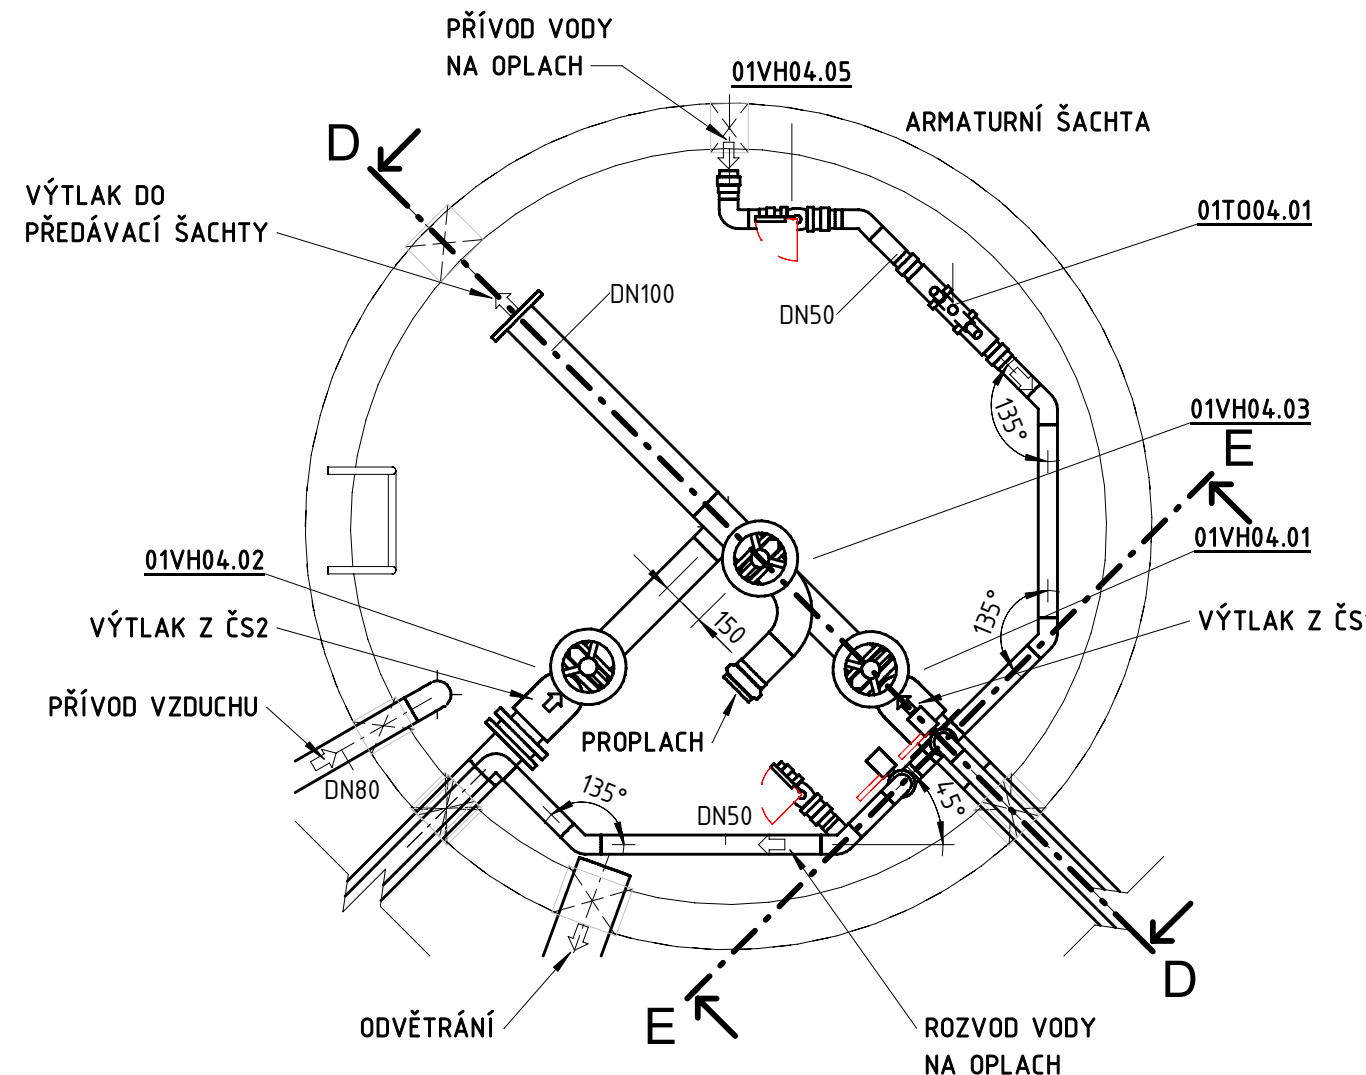 PŘÍVOD VODY
NA OPLACH
01VH04.05
ARMATURNÍ ŠACHTA
D
VÝTLAK DO
PŘEDÁVACÍ ŠACHTY
01TO04.01
DN100
DN50
135°
01VH04.03
E
01VH04.01
01VH04.02
150
135°
VÝTLAK Z ČS2
VÝTLAK Z ČS
PŘÍVOD VZDUCHU
PROPLACH
DN80
135°
DN50
45°
D
ODVĚTRÁNÍ
E
ROZVOD VODY
NA OPLACH